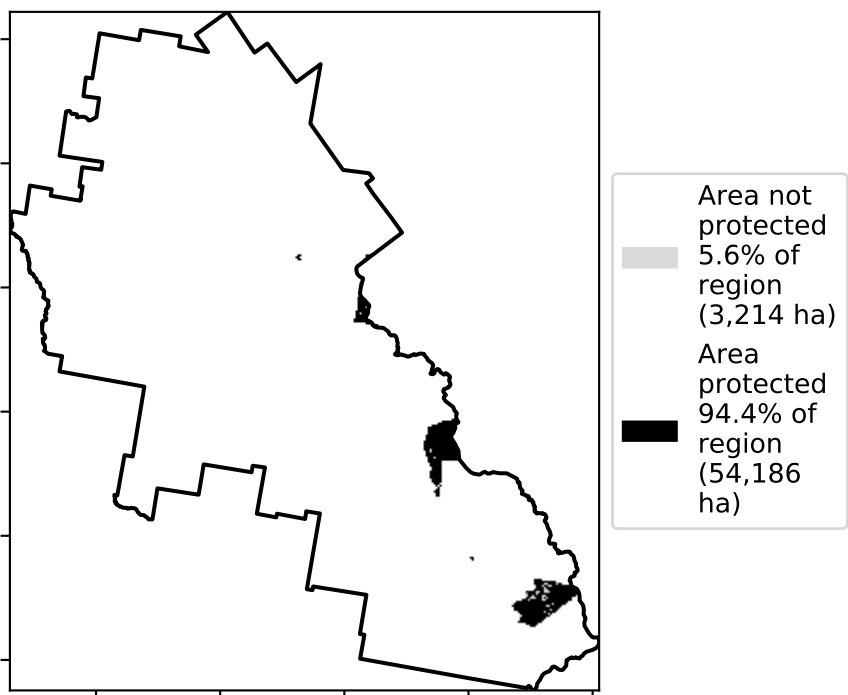 Area not
protected
5.6% of
region
(3,214 ha)
Area
protected
94.4% of
region
(54,186
ha)